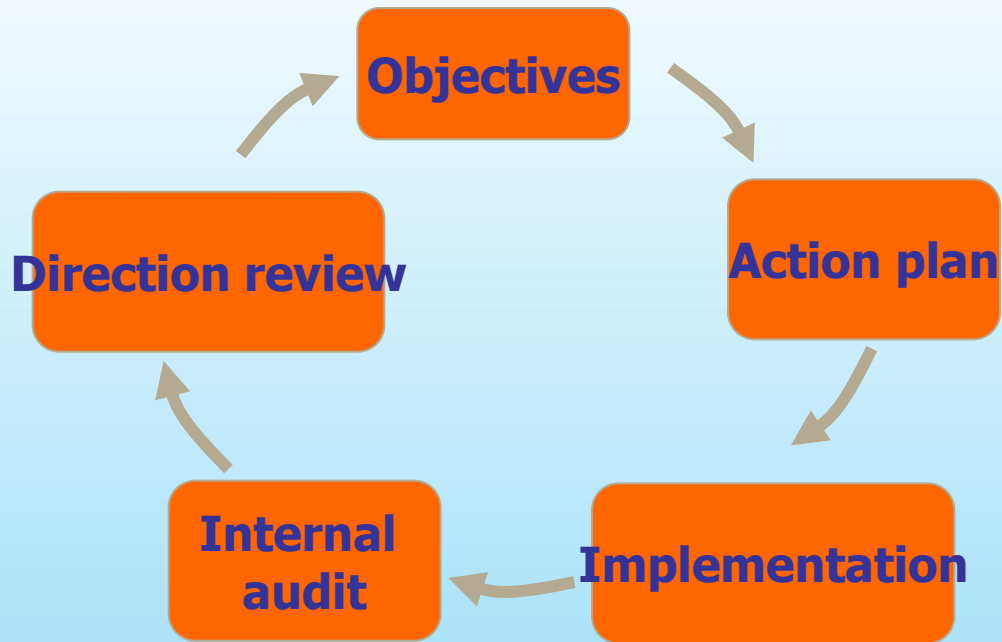 Objectives
Action plan
Implementation
Internal
audit
Direction review